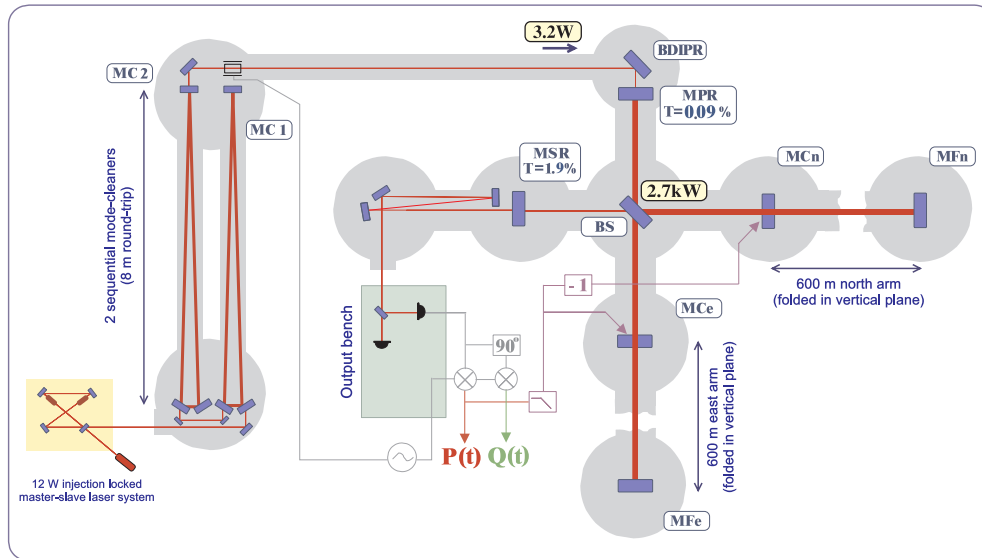 3.2W
BDIPR
MC 2
MPR
T=0.09 %
MC 1
MSR
T=1.9%
MCn
MFn
2.7kW
BS
2 sequential mode-cleaners
(8 m round-trip)
600 m north arm
(folded in vertical plane)
- 1
MCe
Output bench
90°
600 m east arm
(folded in vertical plane)
P(t)
Q(t)
12 W injection locked
master-slave laser system
MFe